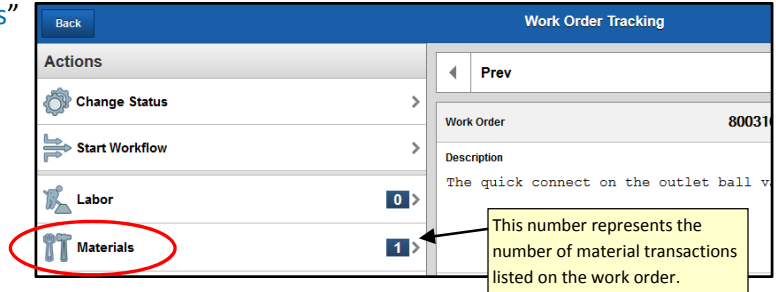 s”
Back
Work Order Tracking
Actions
Prev
Change Status
Work Order 80031
Start Workflow
Description
The quick connect on the outlet ball
Labor 0
Materials 1
This number represents the
number of material transactions
listed on the work order.